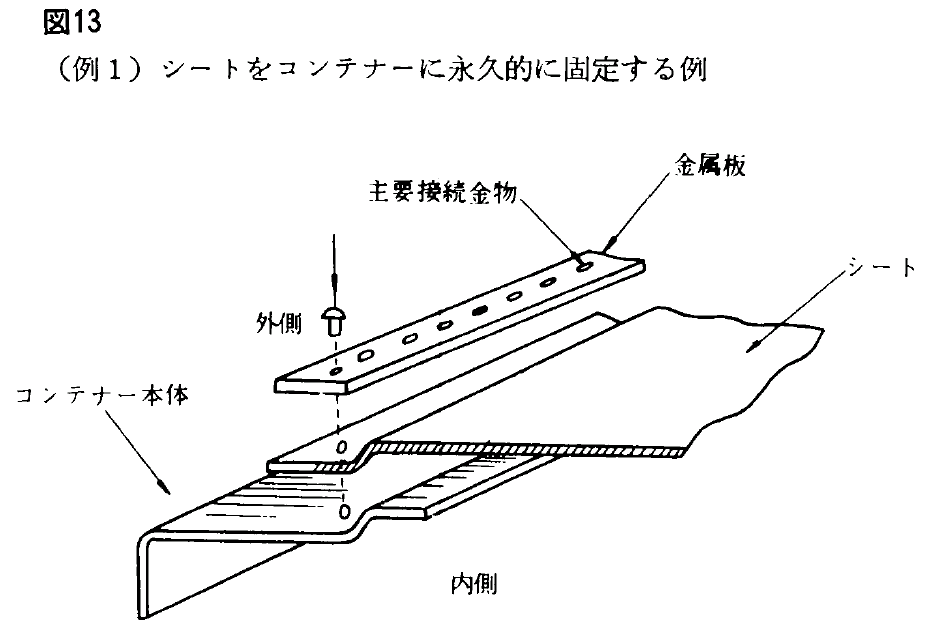 図13
（例1）シートをコンテナーに永久的に固定する例
金属板
主要接続金物
シート
外側
コンテナー本体
内側